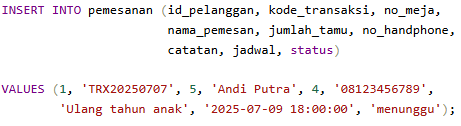 INSERT INTO pemesanan (id_pelanggan, kode_transaksi, no_meja,
nama_pemesan, jumlah_tamu, no_handphone,
catatan, jadwal, status)
VALUES (1, 'TRX20250707', 5, 'Andi Putra', 4, '08123456789',
'Ulang tahun anak', '2025-07-09 18:00:00', 'menunggu');